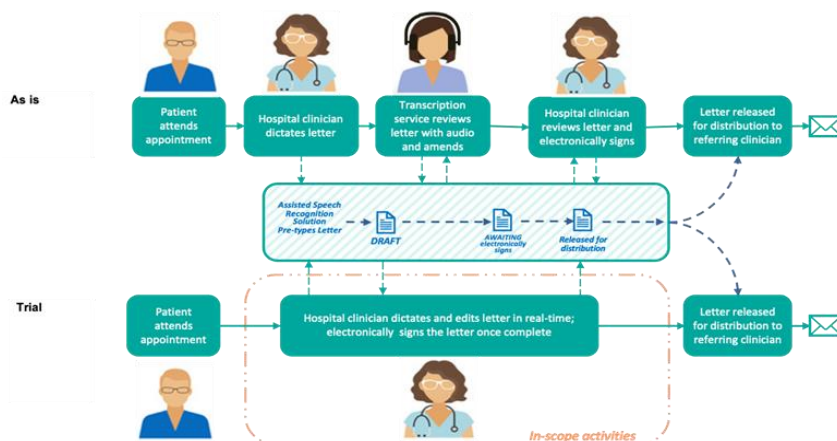 As is
Patient
attends
appointment
Hospital clinician
dictates letter
Transcription
service reviews
letter with audio
and amends
Hospital clinician
reviews letter and
electronically signs
Letter released
for distribution to
referring clinician
Assisted Speech
Recognition
Solution
Pre-types Letter
DRAFT
AWAITING
electronically
signs
Released for
distribution
Trial
Patient
attends
appointment
Hospital clinician dictates and edits letter in real-time;
electronically signs the letter once complete
Letter released
for distribution to
referring clinician
In-scope activities